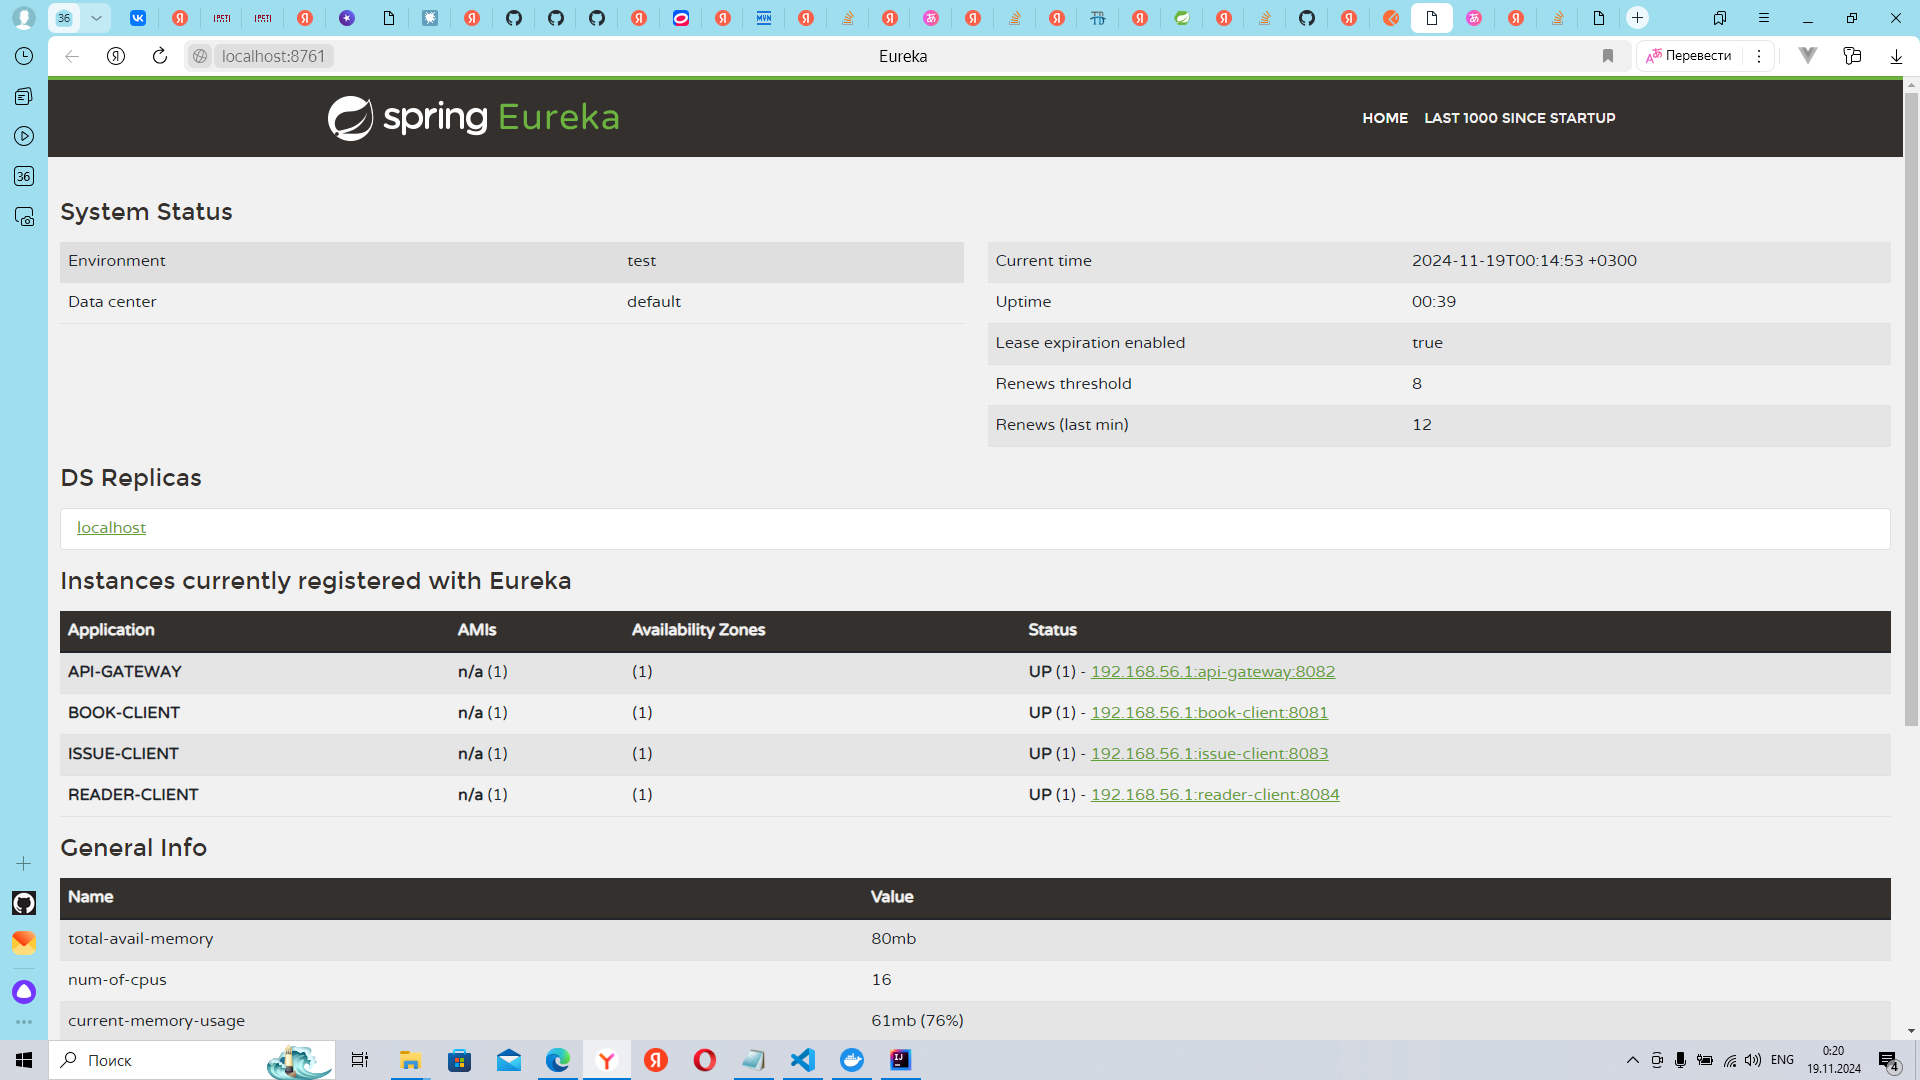 36
localhost:8761
Eureka
Перевести
36
spring Eureka
HOME LAST 1000 SINCE STARTUP
System Status
Environment test
Data center default
Current time 2024-11-19T00:14:53 +0300
Uptime 00:39
Lease expiration enabled true
Renews threshold 8
Renews (last min) 12
DS Replicas
localhost
Instances currently registered with Eureka
Application AMIs Availability Zones Status
API-GATEWAY n/a (1) (1) UP (1) - 192.168.56.1:api-gateway:8082
BOOK-CLIENT n/a (1) (1) UP (1) - 192.168.56.1:book-client:8081
ISSUE-CLIENT n/a (1) (1) UP (1) - 192.168.56.1:issue-client:8083
READER-CLIENT n/a (1) (1) UP (1) - 192.168.56.1:reader-client:8084
General Info
Name Value
total-avail-memory 80mb
num-of-cpus 16
current-memory-usage 61mb (76%)
Поиск
ENG
0:20
19.11.2024
4